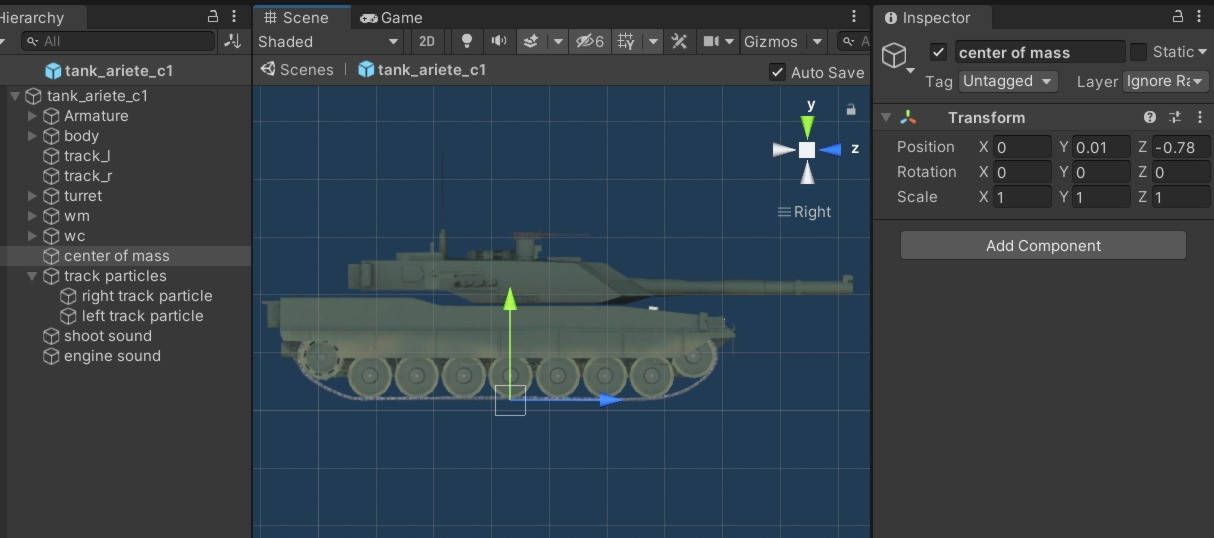 Hierarchy
All
tank_ariete_c1
tank_ariete_c1
Armature
body
track_l
track_r
turret
wm
wc
center of mass
track particles
right track particle
left track particle
shoot sound
engine sound
Scene
Game
Shaded
2D
6
Gizmos
A
Scenes
tank_ariete_c1
Auto Save
y
z
Right
Inspector
center of mass
Static
Tag
Untagged
Layer
Ignore Ra
Transform
Position X 0 Y 0.01 Z -0.78
Rotation X 0 Y 0 Z 0
Scale X 1 Y 1 Z 1
Add Component